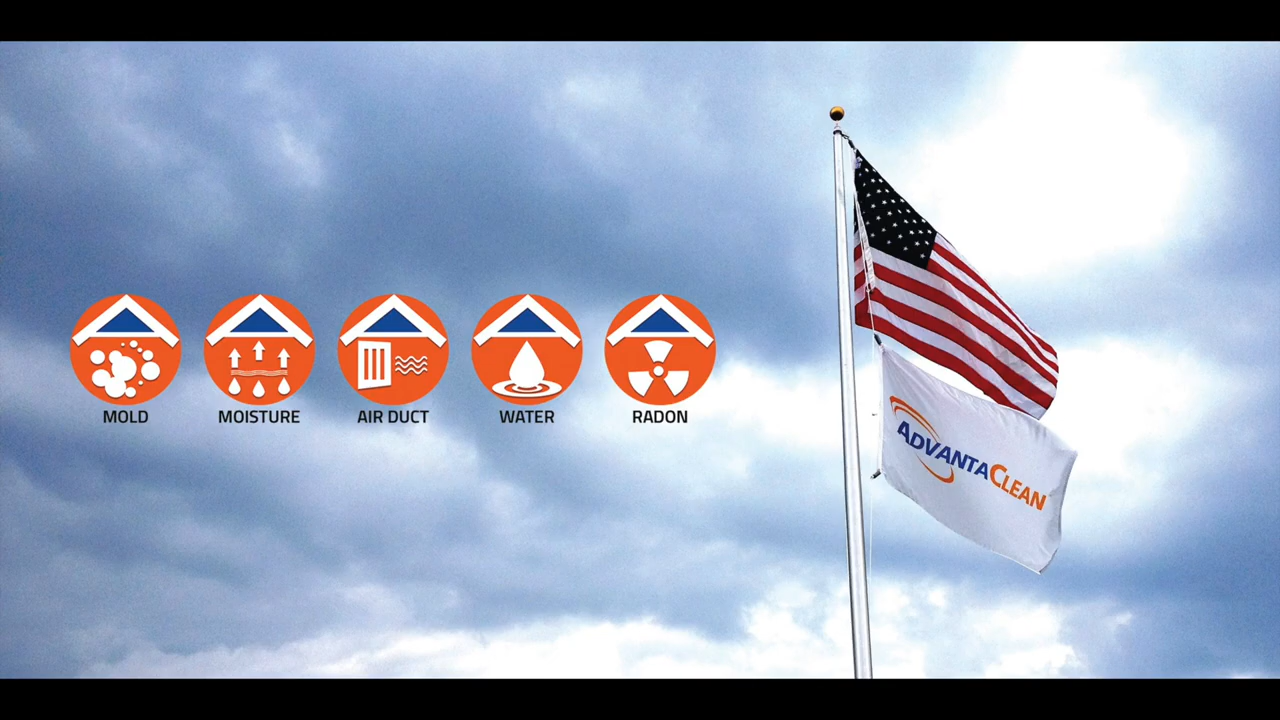 MOLD
MOISTURE
AIR DUCT
WATER
RADON
ADVANTACLEAN